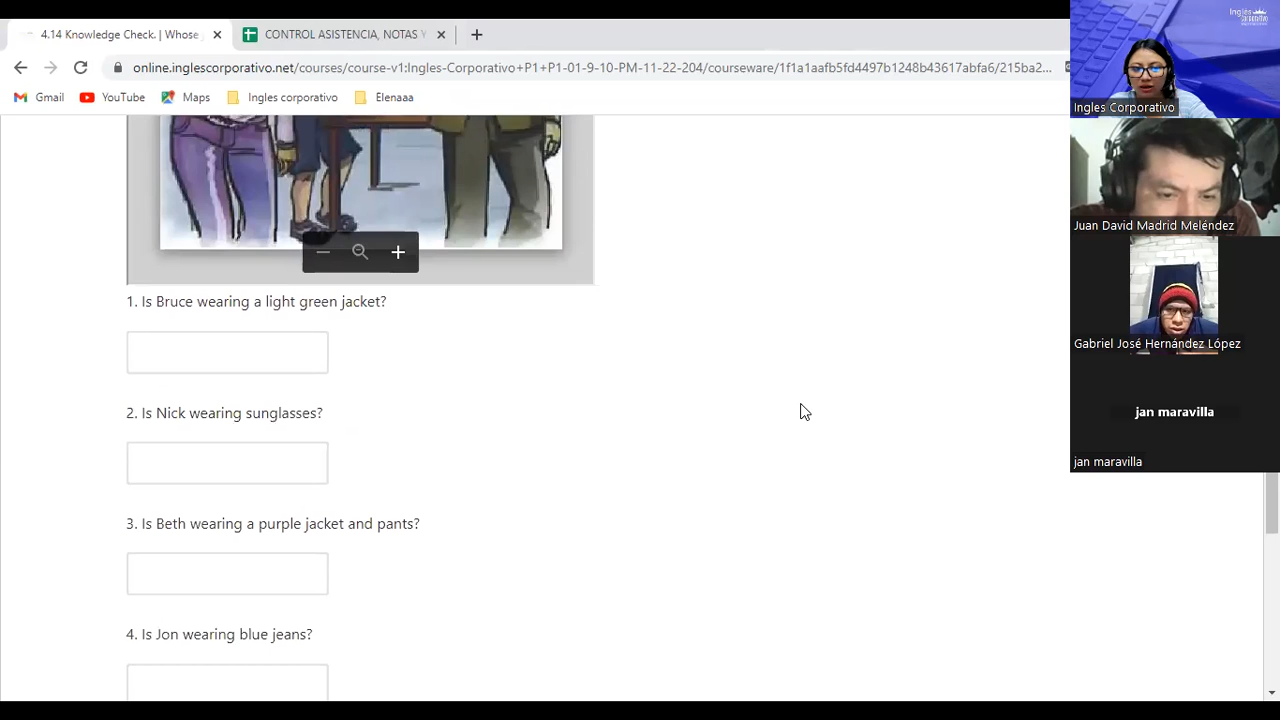 4.14 Knowledge Check. | Whose
CONTROL ASISTENCIA, NOTAS Y
online.inglescorporativo.net/courses/course-v1:Ingles-Corporativo+P1+P1-01-9-10-PM-11-22-204/courseware/1f1a1aafb5fd4497b1248b43617abfa6/215ba2...
Gmail
YouTube
Maps
Ingles corporativo
Elenaaa
1. Is Bruce wearing a light green jacket?
2. Is Nick wearing sunglasses?
3. Is Beth wearing a purple jacket and pants?
4. Is Jon wearing blue jeans?
Ingles
Ingles Corporativo
Juan David Madrid Meléndez
Gabriel José Hernández López
jan maravilla
jan maravilla